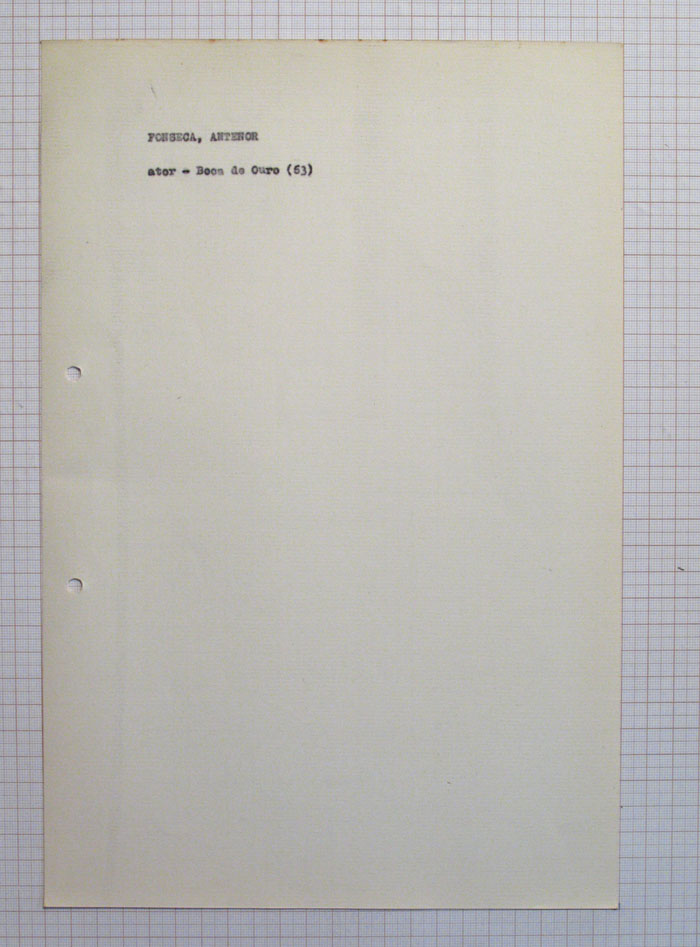 FONSECA, ANTENOR
ator - Boca de Ouro (63)